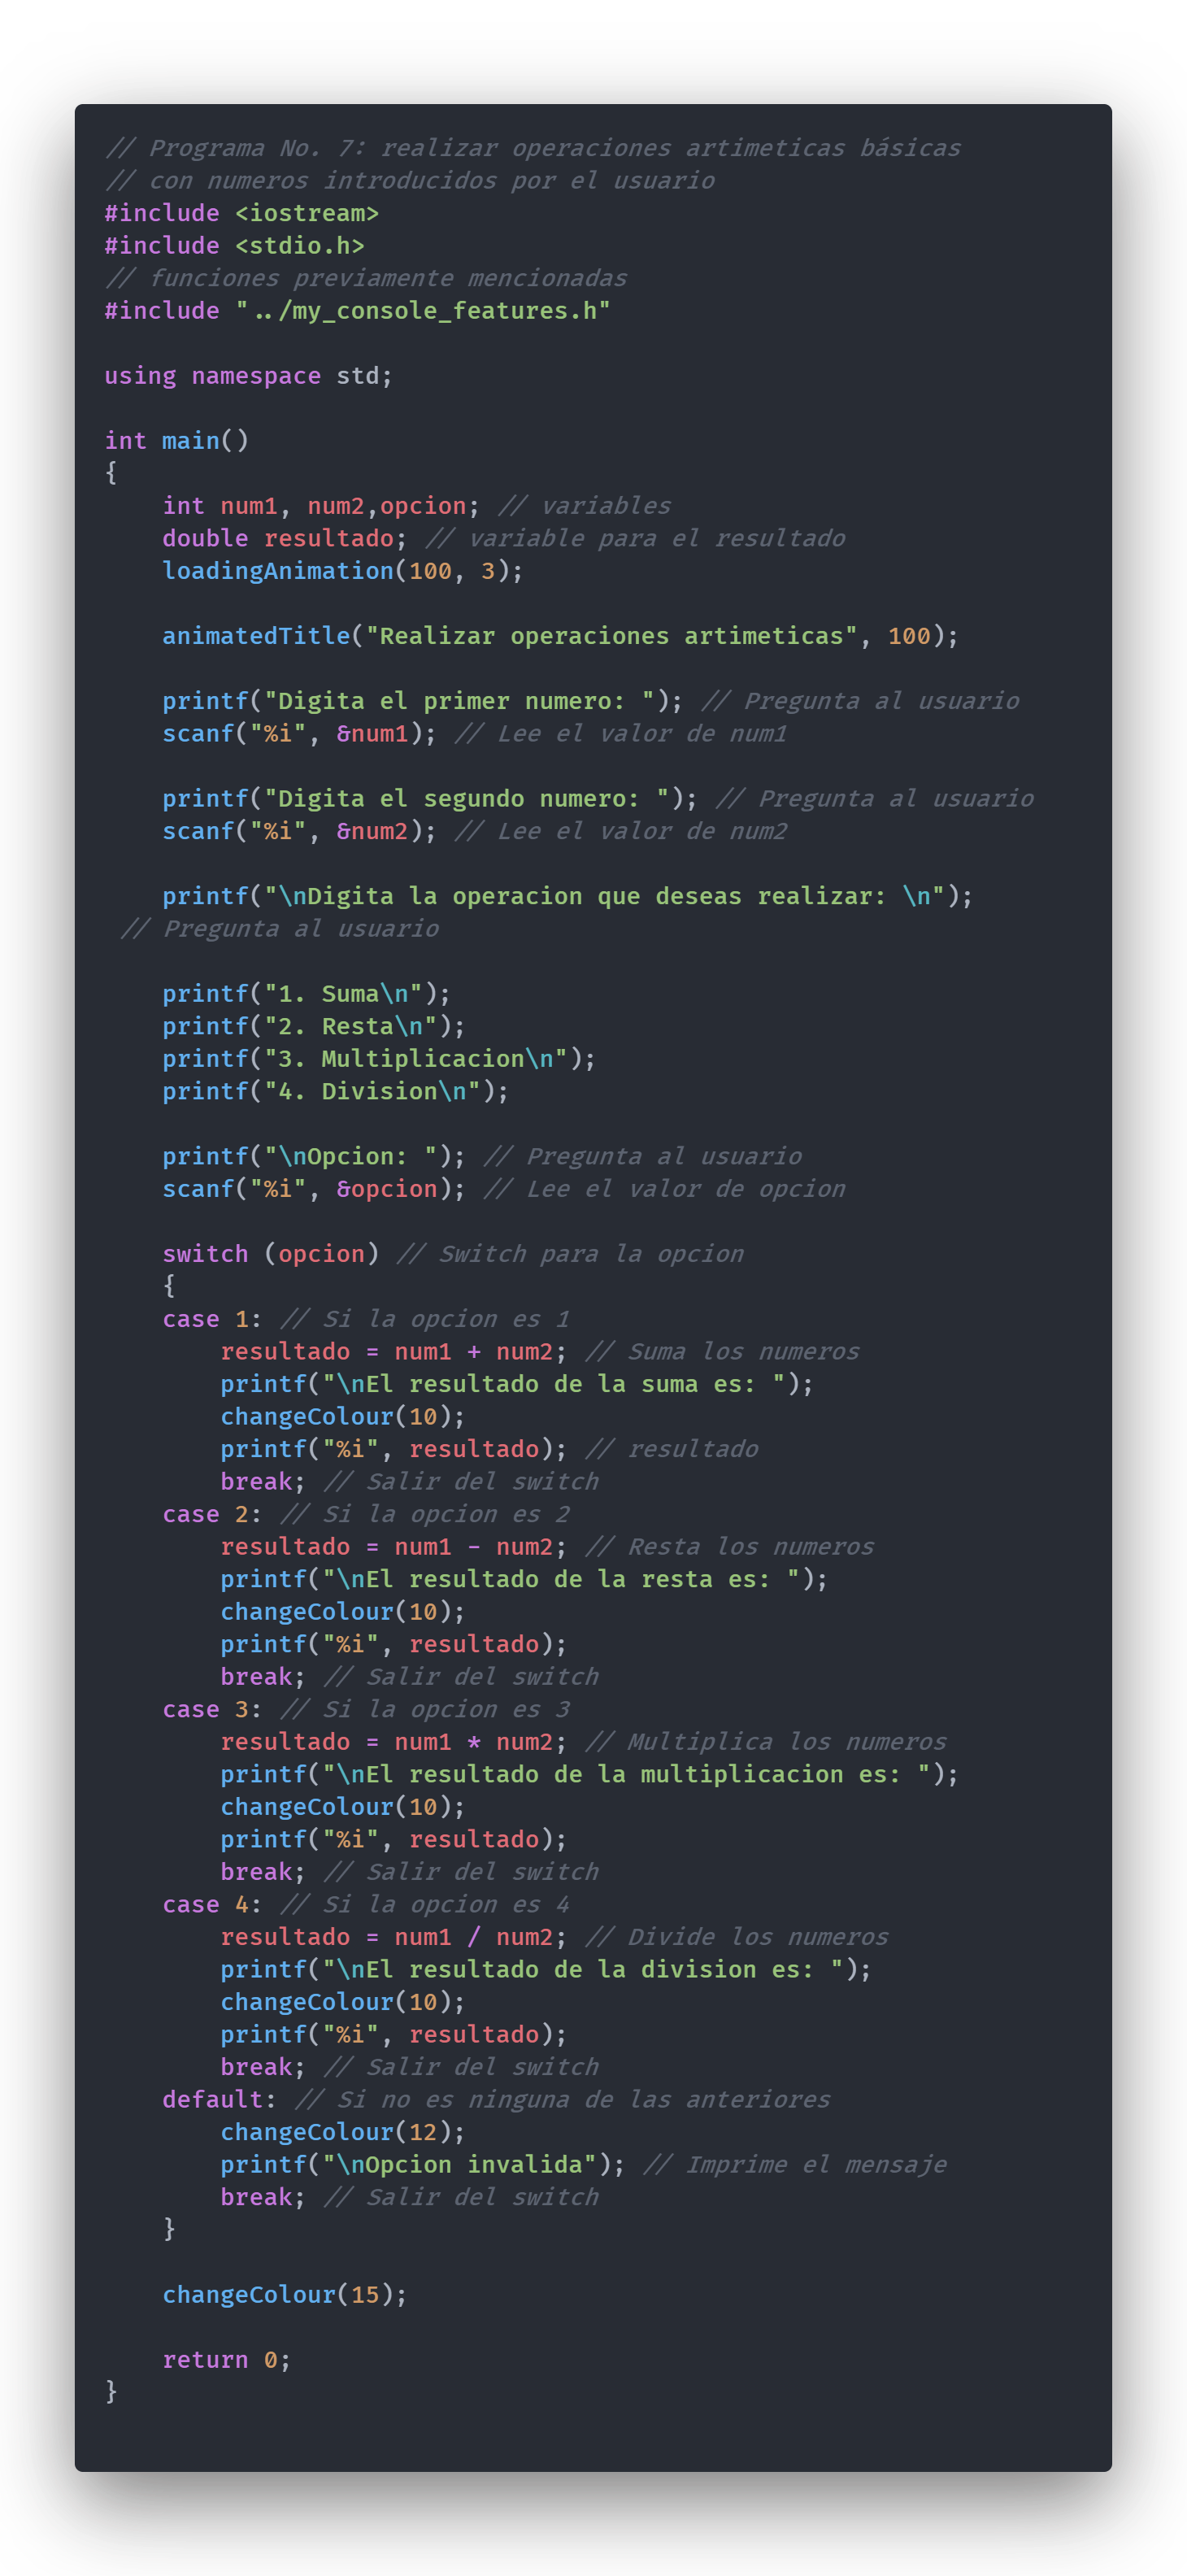 // Programa No. 7: realizar operaciones artimeticas básicas
// con numeros introducidos por el usuario
#include <iostream>
#include <stdio.h>
// funciones previamente mencionadas
#include "../my_console_features.h"

using namespace std;

int main()
{
    int num1, num2,opcion; // variables
    double resultado; // variable para el resultado
    loadingAnimation(100, 3);

    animatedTitle("Realizar operaciones artimeticas", 100);

    printf("Digita el primer numero: "); // Pregunta al usuario
    scanf("%i", &num1); // Lee el valor de num1

    printf("Digita el segundo numero: "); // Pregunta al usuario
    scanf("%i", &num2); // Lee el valor de num2

    printf("\nDigita la operacion que deseas realizar: \n");
 // Pregunta al usuario

    printf("1. Suma\n");
    printf("2. Resta\n");
    printf("3. Multiplicacion\n");
    printf("4. Division\n");

    printf("\nOpcion: "); // Pregunta al usuario
    scanf("%i", &opcion); // Lee el valor de opcion

    switch (opcion) // Switch para la opcion
    {
    case 1: // Si la opcion es 1
        resultado = num1 + num2; // Suma los numeros
        printf("\nEl resultado de la suma es: ");
        changeColour(10);
        printf("%i", resultado); // resultado
        break; // Salir del switch
    case 2: // Si la opcion es 2
        resultado = num1 - num2; // Resta los numeros
        printf("\nEl resultado de la resta es: ");
        changeColour(10);
        printf("%i", resultado);
        break; // Salir del switch
    case 3: // Si la opcion es 3
        resultado = num1 * num2; // Multiplica los numeros
        printf("\nEl resultado de la multiplicacion es: ");
        changeColour(10);
        printf("%i", resultado);
        break; // Salir del switch
    case 4: // Si la opcion es 4
        resultado = num1 / num2; // Divide los numeros
        printf("\nEl resultado de la division es: ");
        changeColour(10);
        printf("%i", resultado);
        break; // Salir del switch
    default: // Si no es ninguna de las anteriores
        changeColour(12);
        printf("\nOpcion invalida"); // Imprime el mensaje
        break; // Salir del switch
    }

    changeColour(15);

    return 0;
}